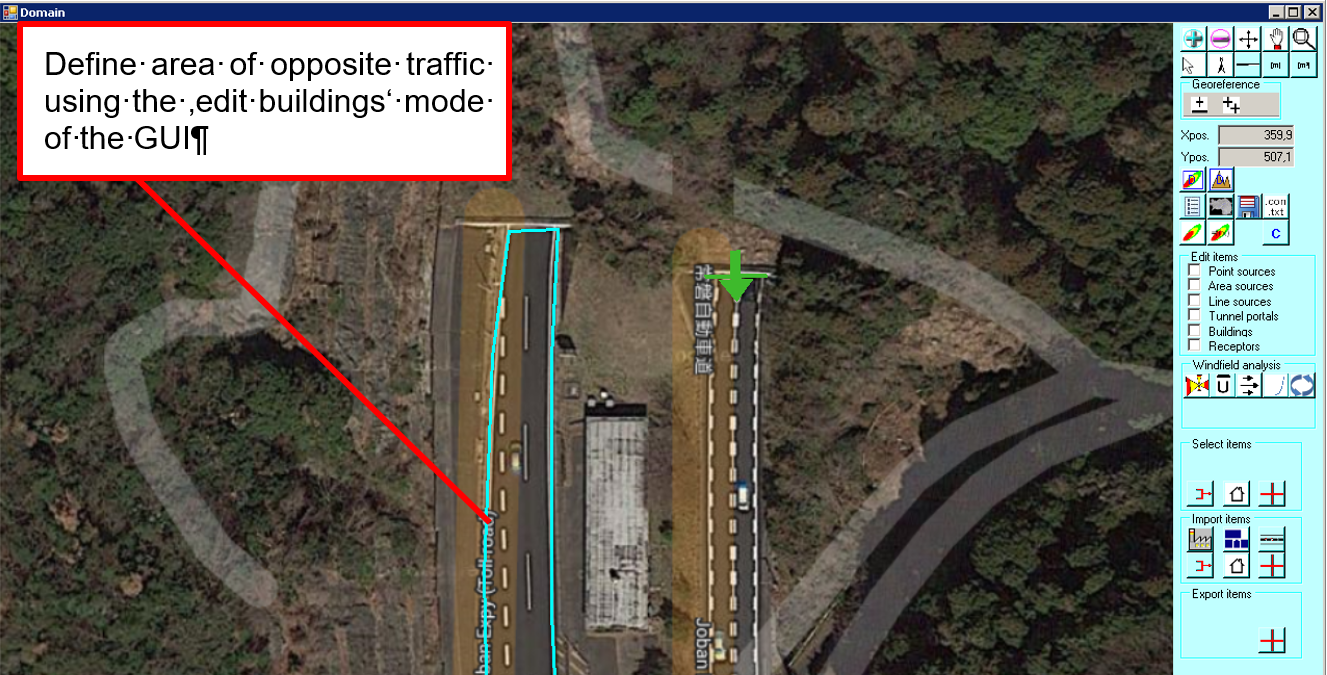 Domain
Define· area· of· opposite· traffic·
using· the· ‚edit· buildings‘· mode·
of· the· GUI¶
Georeference
Xpos. 359,9
Ypos. 507,1
.con
.txt
C
Edit items
Point sources
Area sources
Line sources
Tunnel portals
Buildings
Receptors
Windfield analysis
Select items
Import items
Export items
常磐自動車道
ban Expy (Toll road)
Joban